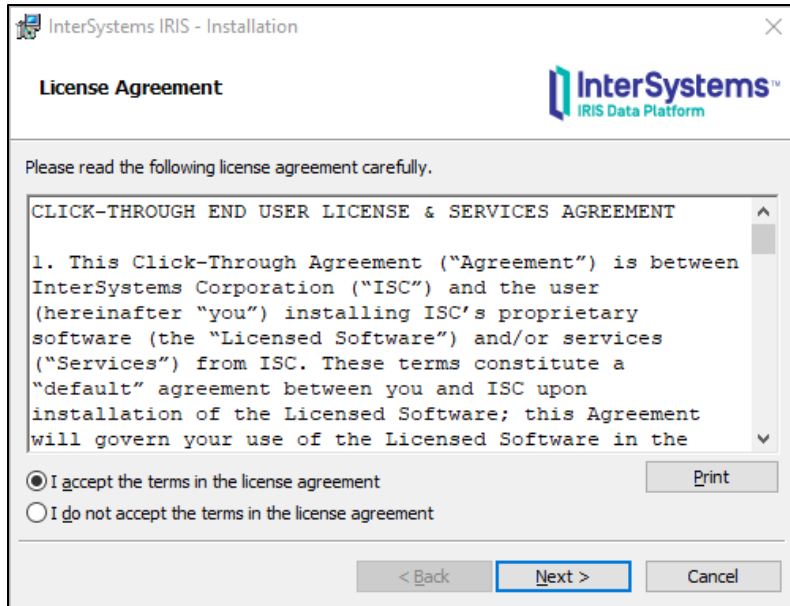 InterSystems IRIS - Installation
License Agreement
InterSystems™
IRIS Data Platform
Please read the following license agreement carefully.
CLICK-THROUGH END USER LICENSE & SERVICES AGREEMENT
1. This Click-Through Agreement (“Agreement”) is between
InterSystems Corporation (“ISC”) and the user
(hereinafter “you”) installing ISC’s proprietary
software (the “Licensed Software”) and/or services
(“Services”) from ISC. These terms constitute a
“default” agreement between you and ISC upon
installation of the Licensed Software; this Agreement
will govern your use of the Licensed Software in the
I accept the terms in the license agreement
Print
I do not accept the terms in the license agreement
< Back
Next >
Cancel